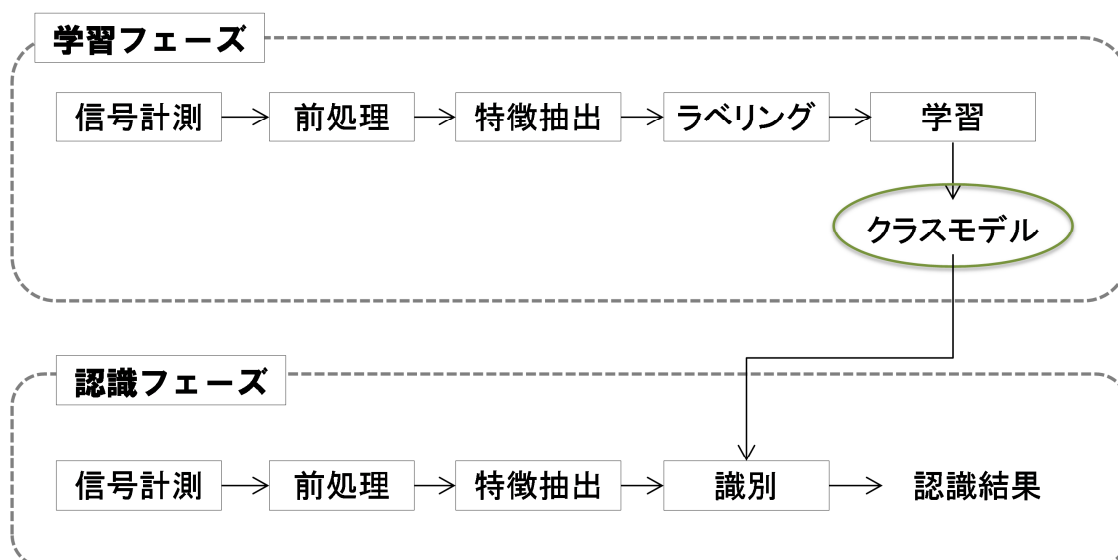 学習フェーズ
信号計測
前処理
特徴抽出
ラベリング
学習
クラスモデル
認識フェーズ
信号計測
前処理
特徴抽出
識別
認識結果